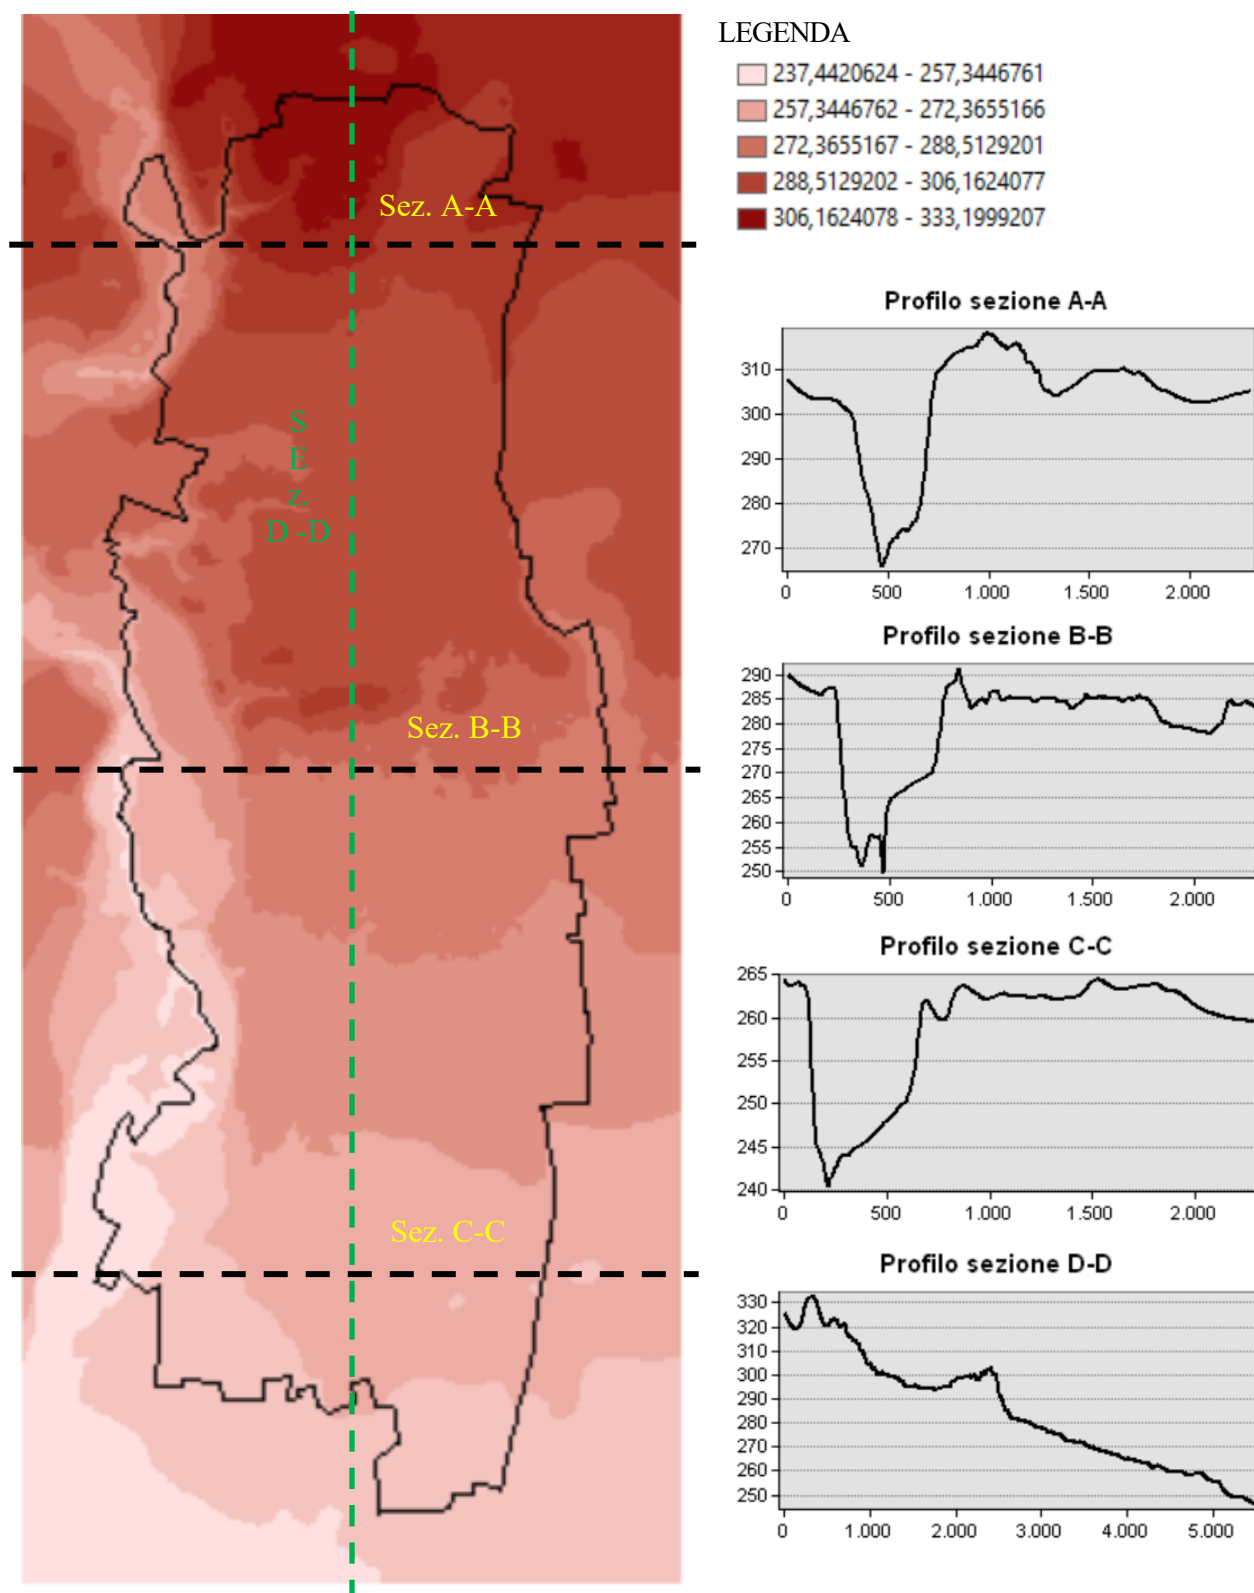 LEGENDA
237,4420624 - 257,3446761
257,3446762 - 272,3655166
272,3655167 - 288,5129201
288,5129202 - 306,1624077
306,1624078 - 333,1999207
Sez. A-A
S
E
z.
D -D
Sez. B-B
Sez. C-C
Profilo sezione A-A
310
300
290
280
270
0 500 1.000 1.500 2.000
Profilo sezione B-B
290
285
280
275
270
265
260
255
250
0 500 1.000 1.500 2.000
Profilo sezione C-C
265
260
255
250
245
240
0 500 1.000 1.500 2.000
Profilo sezione D-D
330
320
310
300
290
280
270
260
250
0 1.000 2.000 3.000 4.000 5.000